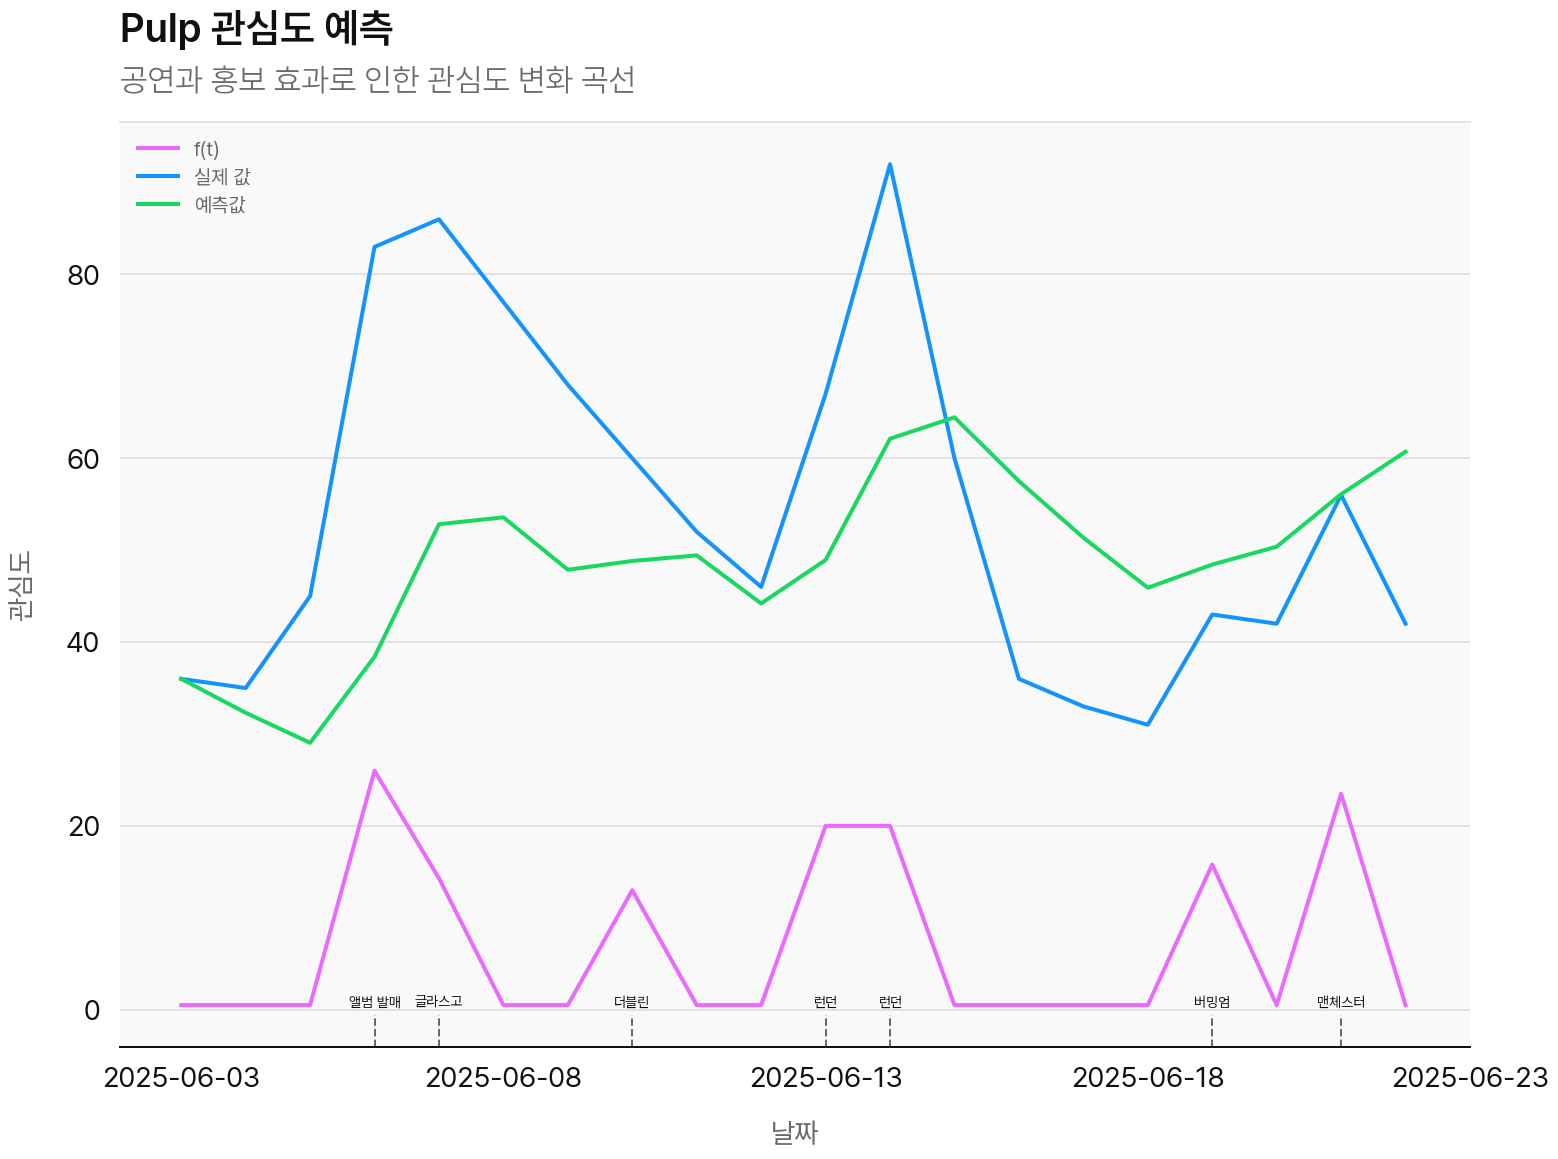 Pulp 관심도 예측
공연과 홍보 효과로 인한 관심도 변화 곡선
f(t)
실제 값
예측값
관심도
80
60
40
20
0
앨범 발매
글라스고
더블린
런던
런던
버밍엄
맨체스터
2025-06-03
2025-06-08
2025-06-13
2025-06-18
2025-06-23
날짜